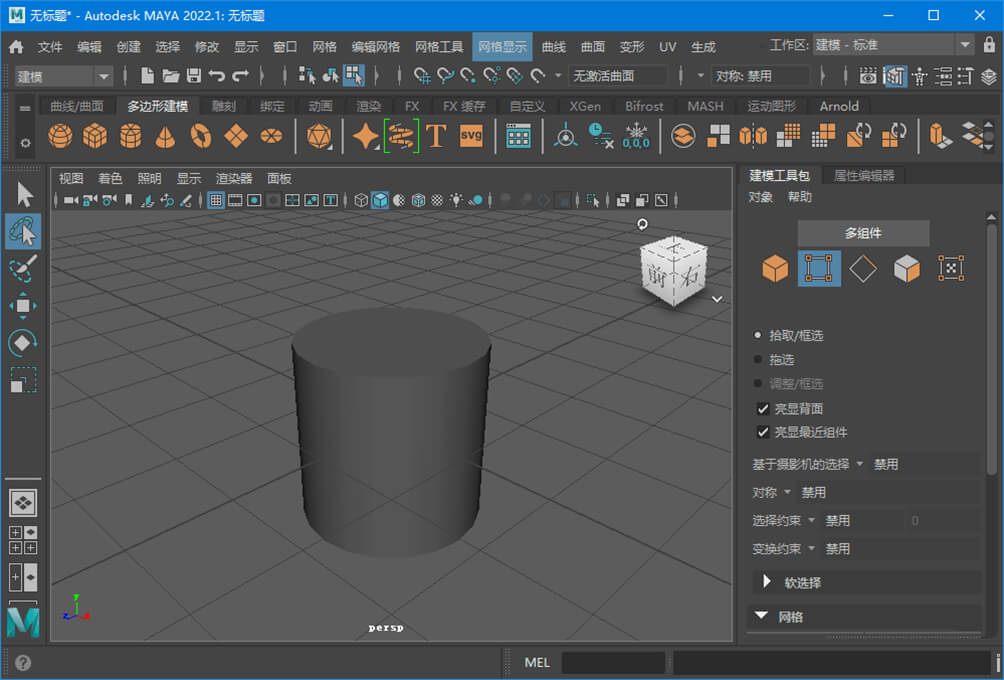 无标题* - Autodesk MAYA 2022.1: 无标题
文件 编辑 创建 选择 修改 显示 窗口 网格 编辑网格 网格工具 网格显示 曲线 曲面 变形 UV 生成 工作区: 建模 - 标准
建模 无激活曲面 对称: 禁用
曲线/曲面 多边形建模 雕刻 绑定 动画 渲染 FX FX 缓存 自定义 XGen Bifrost MASH 运动图形 Arnold
T SVG 0,0,0
视图 着色 照明 显示 渲染器 面板
建模工具包 属性编辑器
对象 帮助
多组件
前 右
拾取/框选
拖选
调整/框选
亮显背面
亮显最近组件
基于摄影机的选择 禁用
对称 禁用
选择约束 禁用 0
变换约束 禁用
软选择
网格
y
z x
persp
M
MEL